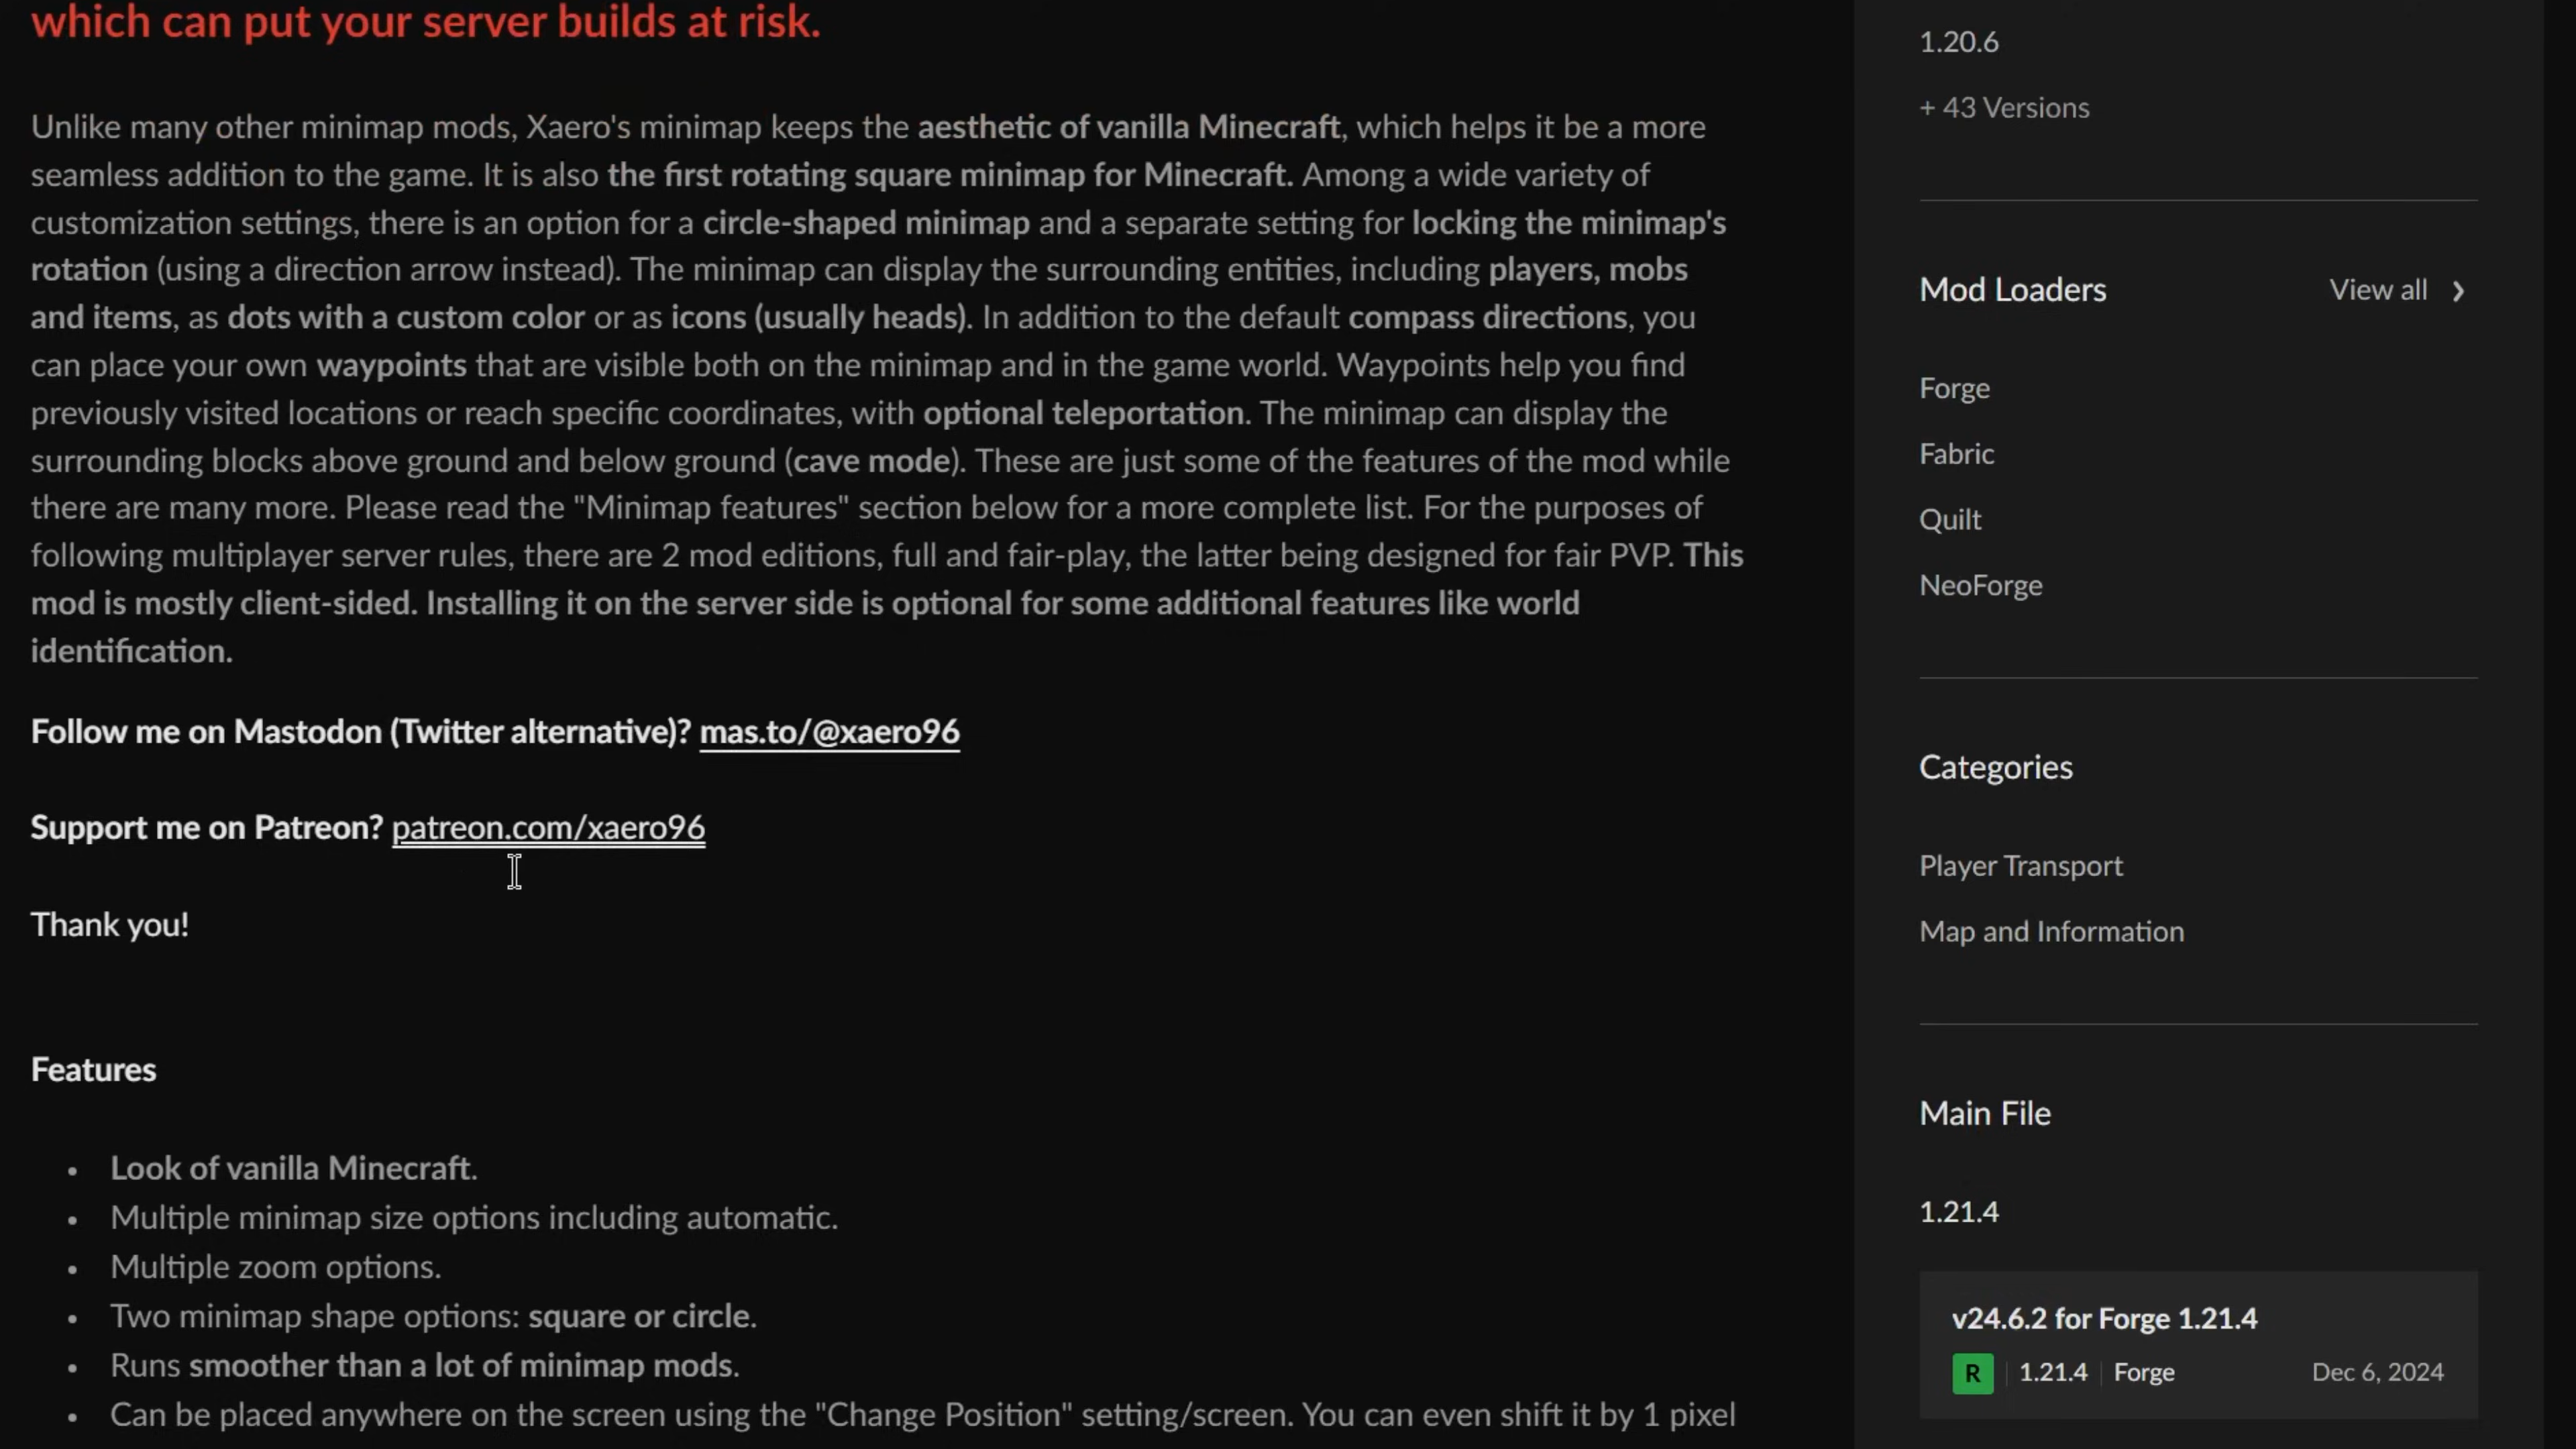 which can put your server builds at risk.
Unlike many other minimap mods, Xaero's minimap keeps the aesthetic of vanilla Minecraft, which helps it be a more
seamless addition to the game. It is also the first rotating square minimap for Minecraft. Among a wide variety of
customization settings, there is an option for a circle-shaped minimap and a separate setting for locking the minimap's
rotation (using a direction arrow instead). The minimap can display the surrounding entities, including players, mobs
and items, as dots with a custom color or as icons (usually heads). In addition to the default compass directions, you
can place your own waypoints that are visible both on the minimap and in the game world. Waypoints help you find
previously visited locations or reach specific coordinates, with optional teleportation. The minimap can display the
surrounding blocks above ground and below ground (cave mode). These are just some of the features of the mod while
there are many more. Please read the "Minimap features" section below for a more complete list. For the purposes of
following multiplayer server rules, there are 2 mod editions, full and fair-play, the latter being designed for fair PVP. This
mod is mostly client-sided. Installing it on the server side is optional for some additional features like world
identification.
Follow me on Mastodon (Twitter alternative)? mas.to/@xaero96
Support me on Patreon? patreon.com/xaero96
Thank you!
Features
• Look of vanilla Minecraft.
• Multiple minimap size options including automatic.
• Multiple zoom options.
• Two minimap shape options: square or circle.
• Runs smoother than a lot of minimap mods.
• Can be placed anywhere on the screen using the "Change Position" setting/screen. You can even shift it by 1 pixel
1.20.6
+ 43 Versions
Mod Loaders View all
Forge
Fabric
Quilt
NeoForge
Categories
Player Transport
Map and Information
Main File
1.21.4
v24.6.2 for Forge 1.21.4
R 1.21.4 Forge Dec 6, 2024